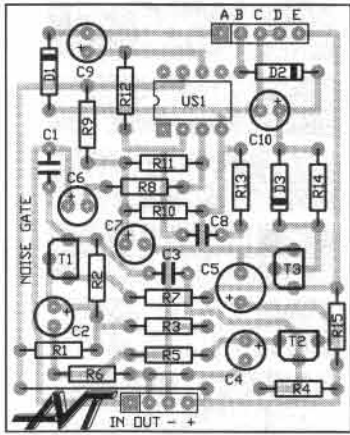 A B C D E
D1
C9
R12
US1
D2
C10
R9
C1
R11
R8
R10
C6
C7
C8
R13
D3
R14
NOISE GATE
T1
R2
C3
C5
T3
R7
C2
R3
R15
R1
R5
T2
R6
C4
R4
AVT
IN OUT - +